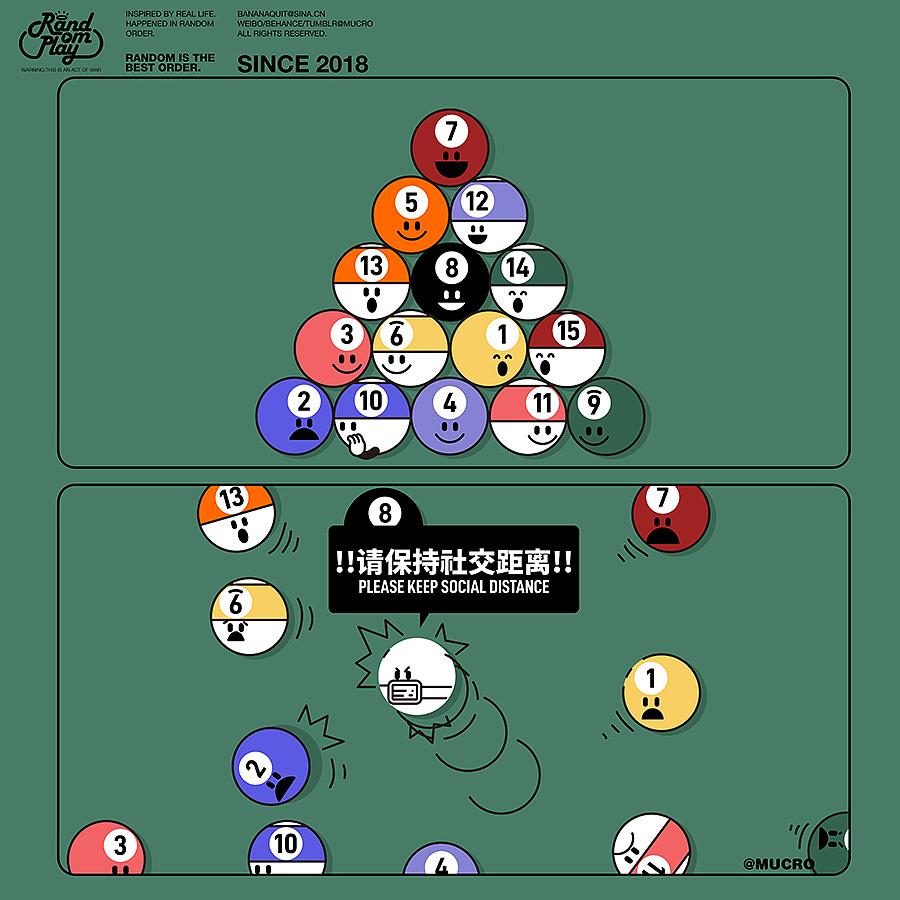 Rand
om
Play
WARNING.THIS IS AN ACT OF WAR
INSPIRED BY REAL LIFE.
HAPPENED IN RANDOM
ORDER.
RANDOM IS THE
BEST ORDER.
BANANAQUIT@SINA.CN
WEIBO/BEHANCE/TUMBLR@MUCRO
ALL RIGHTS RESERVED.
SINCE 2018
7
5 12
13 8 14
3 6 1 15
2 10 4 11 9
13 8 7
!!请保持社交距离!!
PLEASE KEEP SOCIAL DISTANCE
6
1
2
3 10 4 11
@MUCRO